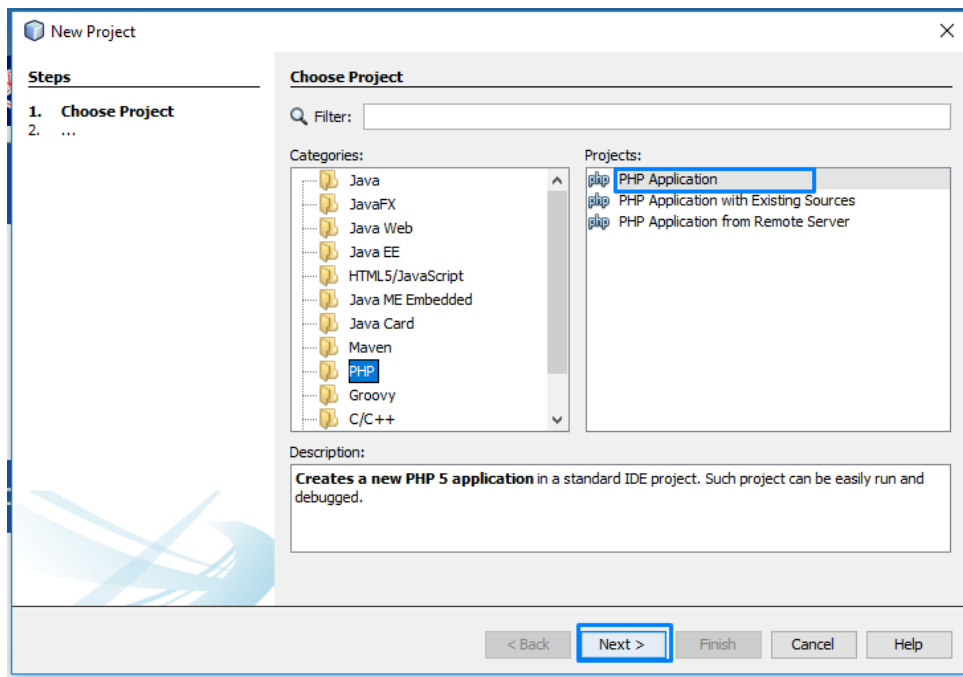 New Project
Steps
1. Choose Project
2. ...
Choose Project
Filter:
Categories:
Java
JavaFX
Java Web
Java EE
HTML5/JavaScript
Java ME Embedded
Java Card
Maven
PHP
Groovy
C/C++
Projects:
php PHP Application
php PHP Application with Existing Sources
php PHP Application from Remote Server
Description:
Creates a new PHP 5 application in a standard IDE project. Such project can be easily run and
debugged.
< Back Next > Finish Cancel Help